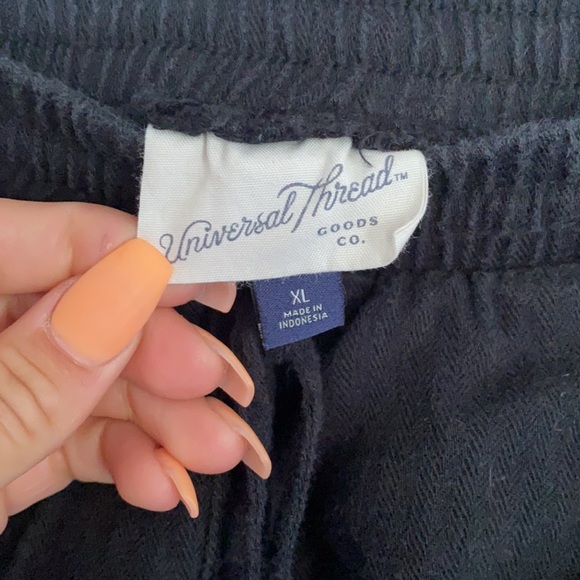 Universal Thread™
GOODS
CO.
XL
MADE IN
INDONESIA